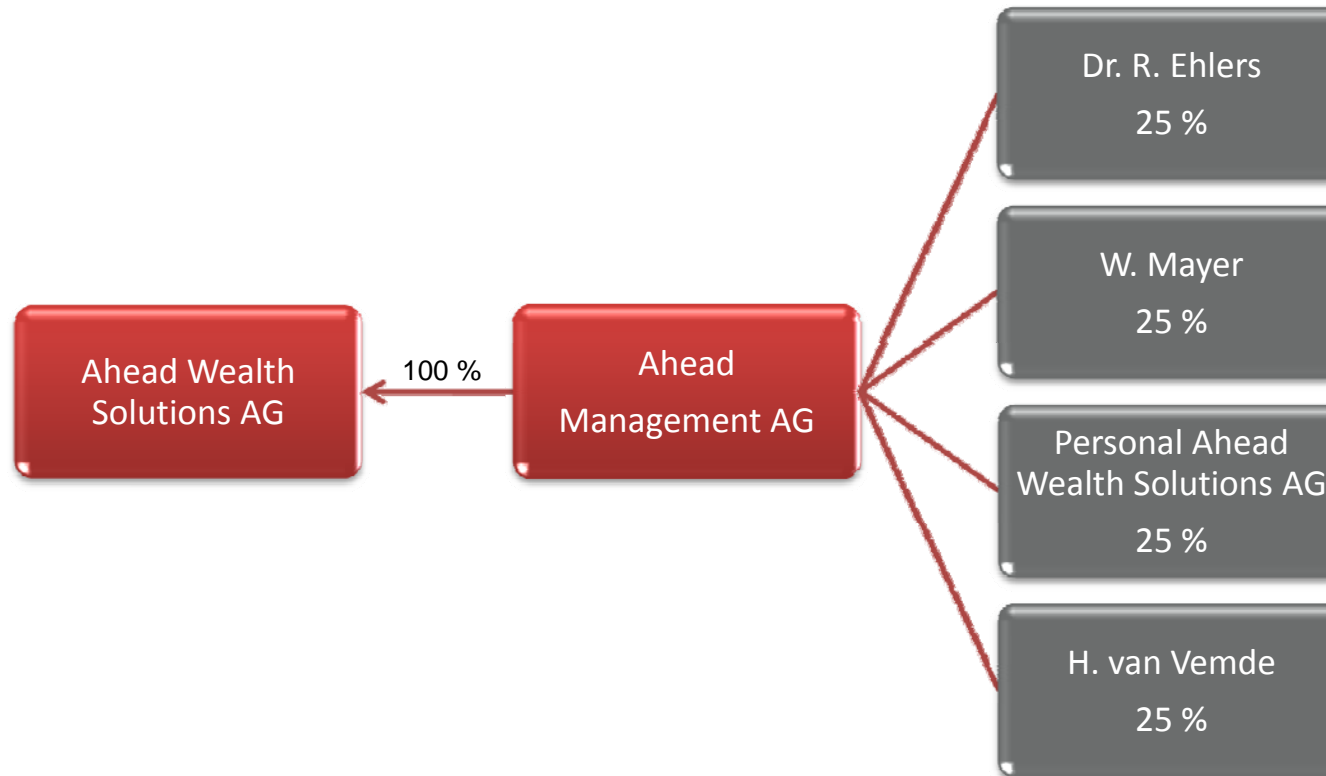 Ahead Wealth
Solutions AG
100 %
Ahead
Management AG
Dr. R. Ehlers
25 %
W. Mayer
25 %
Personal Ahead
Wealth Solutions AG
25 %
H. van Vemde
25 %